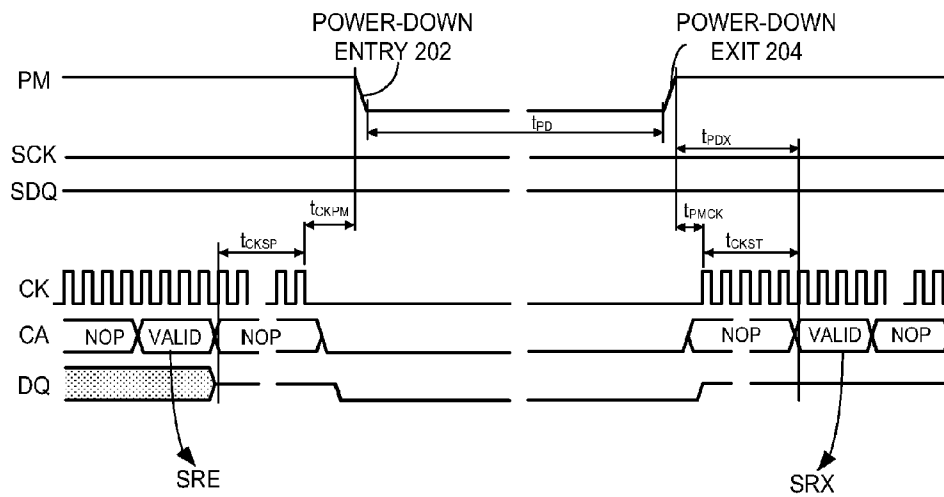 POWER-DOWN
ENTRY 202
POWER-DOWN
EXIT 204
PM
tPD
tPDX
SCK
SDQ
tCKPM
tPMCK
tCKSP
tCKST
CK
CA
NOP
VALID
NOP
NOP
VALID
NOP
DQ
SRE
SRX